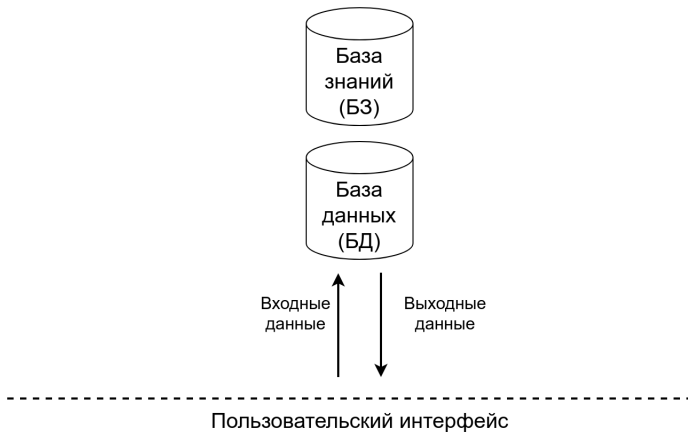 База
знаний
(БЗ)
База
данных
(БД)
Входные
данные
Выходные
данные
Пользовательский интерфейс